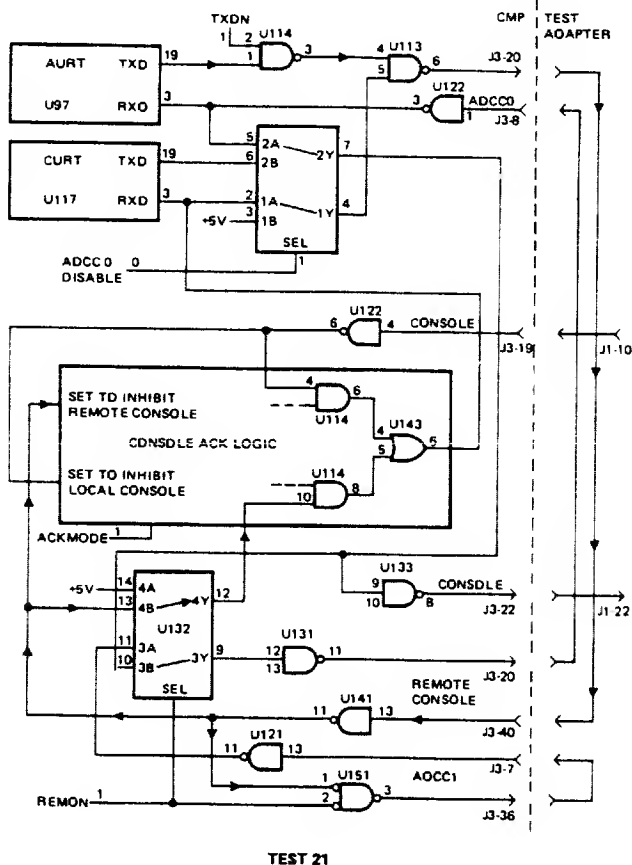 TXDN
1 2 U114
3
4 U113
5
6
CMP
TEST
ADAPTER
AURT TXD 19
1
J3-20
U97 RXO 3
3 U122
1
ADCC0
J3-8
CURT TXD 19
U117 RXD 3
5 2A 2Y 7
6 2B
2 1A 1Y 4
+5V 3 1B
SEL
1
ADCC0 0
DISABLE
6 U122 4 CONSOLE
J3-19
J1-10
SET TD INHIBIT
REMOTE CONSOLE
4
6
U114
CDNSDLE ACK LOGIC
U143
4
5
6
SET TO INHIBIT
LOCAL CONSOLE
U114
10
8
ACKMODE 1
+5V 14 4A
13 4B 4Y 12
U132
11 3A
10 3B 3Y 9
SEL
U133
9
10
8
CONSDLE
J3-22
J1-22
U131
12
13
11
J3-20
REMOTE
CONSOLE
11 U141 13
J3-40
11 U121 13
J3-7
1 U151
2
3
AOCC1
J3-36
REMON 1
TEST 21